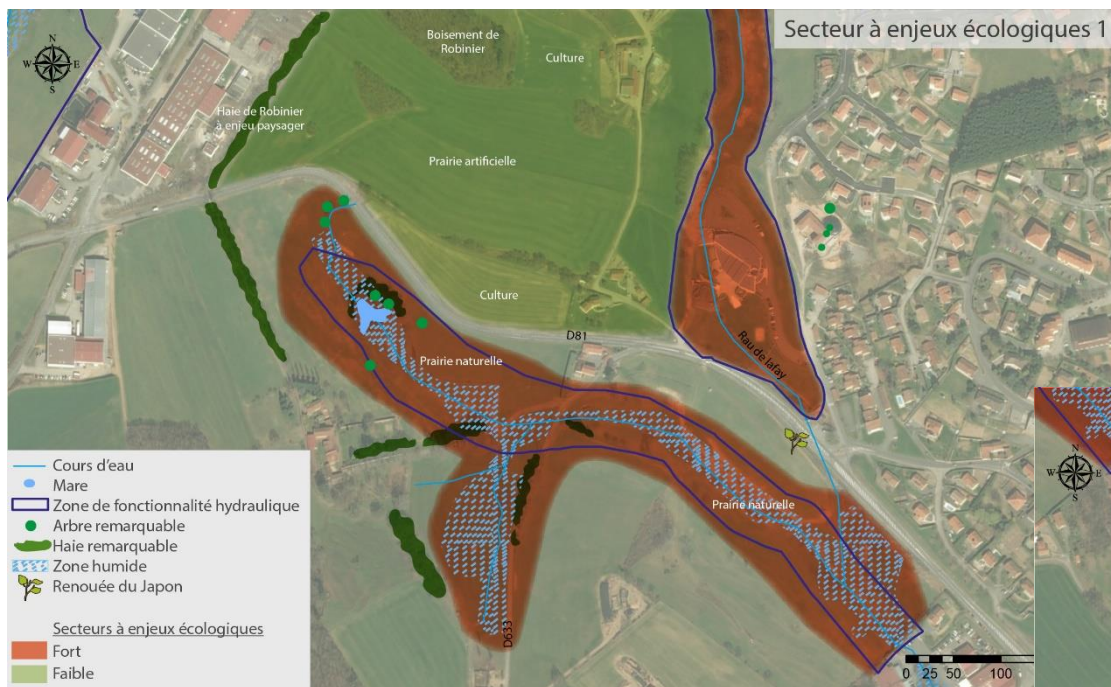 Secteur à enjeux écologiques 1
N
W E
S
Boisement de
Robinier
Culture
Haie de Robinier
à enjeu paysager
Prairie artificielle
Culture
D81
Rau de lafay
Prairie naturelle
Prairie naturelle
D633
N
W E
S
Cours d'eau
Mare
Zone de fonctionnalité hydraulique
Arbre remarquable
Haie remarquable
Zone humide
Renouée du Japon
Secteurs à enjeux écologiques
Fort
Faible
0 25 50 100